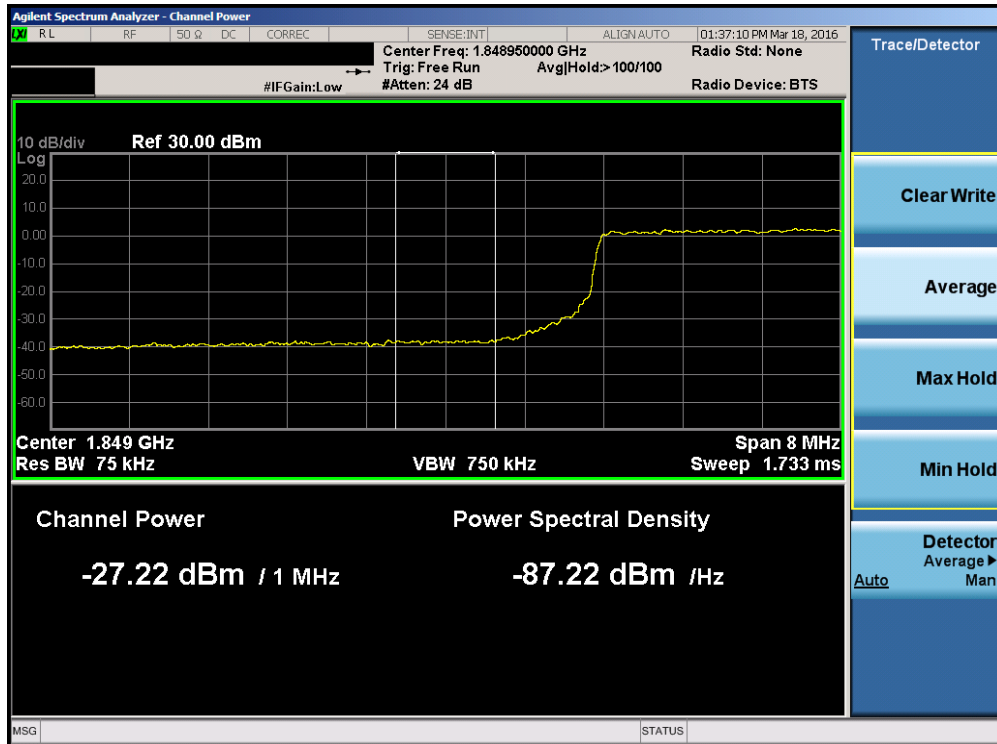 Agilent Spectrum Analyzer - Channel Power
LXI RL RF 50 Ω DC CORREC SENSE:INT ALIGN AUTO 01:37:10 PM Mar 18, 2016
Center Freq: 1.848950000 GHz Radio Std: None
Trig: Free Run Avg|Hold:> 100/100
#IFGain:Low #Atten: 24 dB Radio Device: BTS
10 dB/div Ref 30.00 dBm
Log
20.0
10.0
0.00
-10.0
-20.0
-30.0
-40.0
-50.0
-60.0
Center 1.849 GHz Span 8 MHz
Res BW 75 kHz VBW 750 kHz Sweep 1.733 ms
Channel Power Power Spectral Density
-27.22 dBm / 1 MHz -87.22 dBm /Hz
MSG STATUS
Trace/Detector
Clear Write
Average
Max Hold
Min Hold
Detector
Average▶
Auto Man